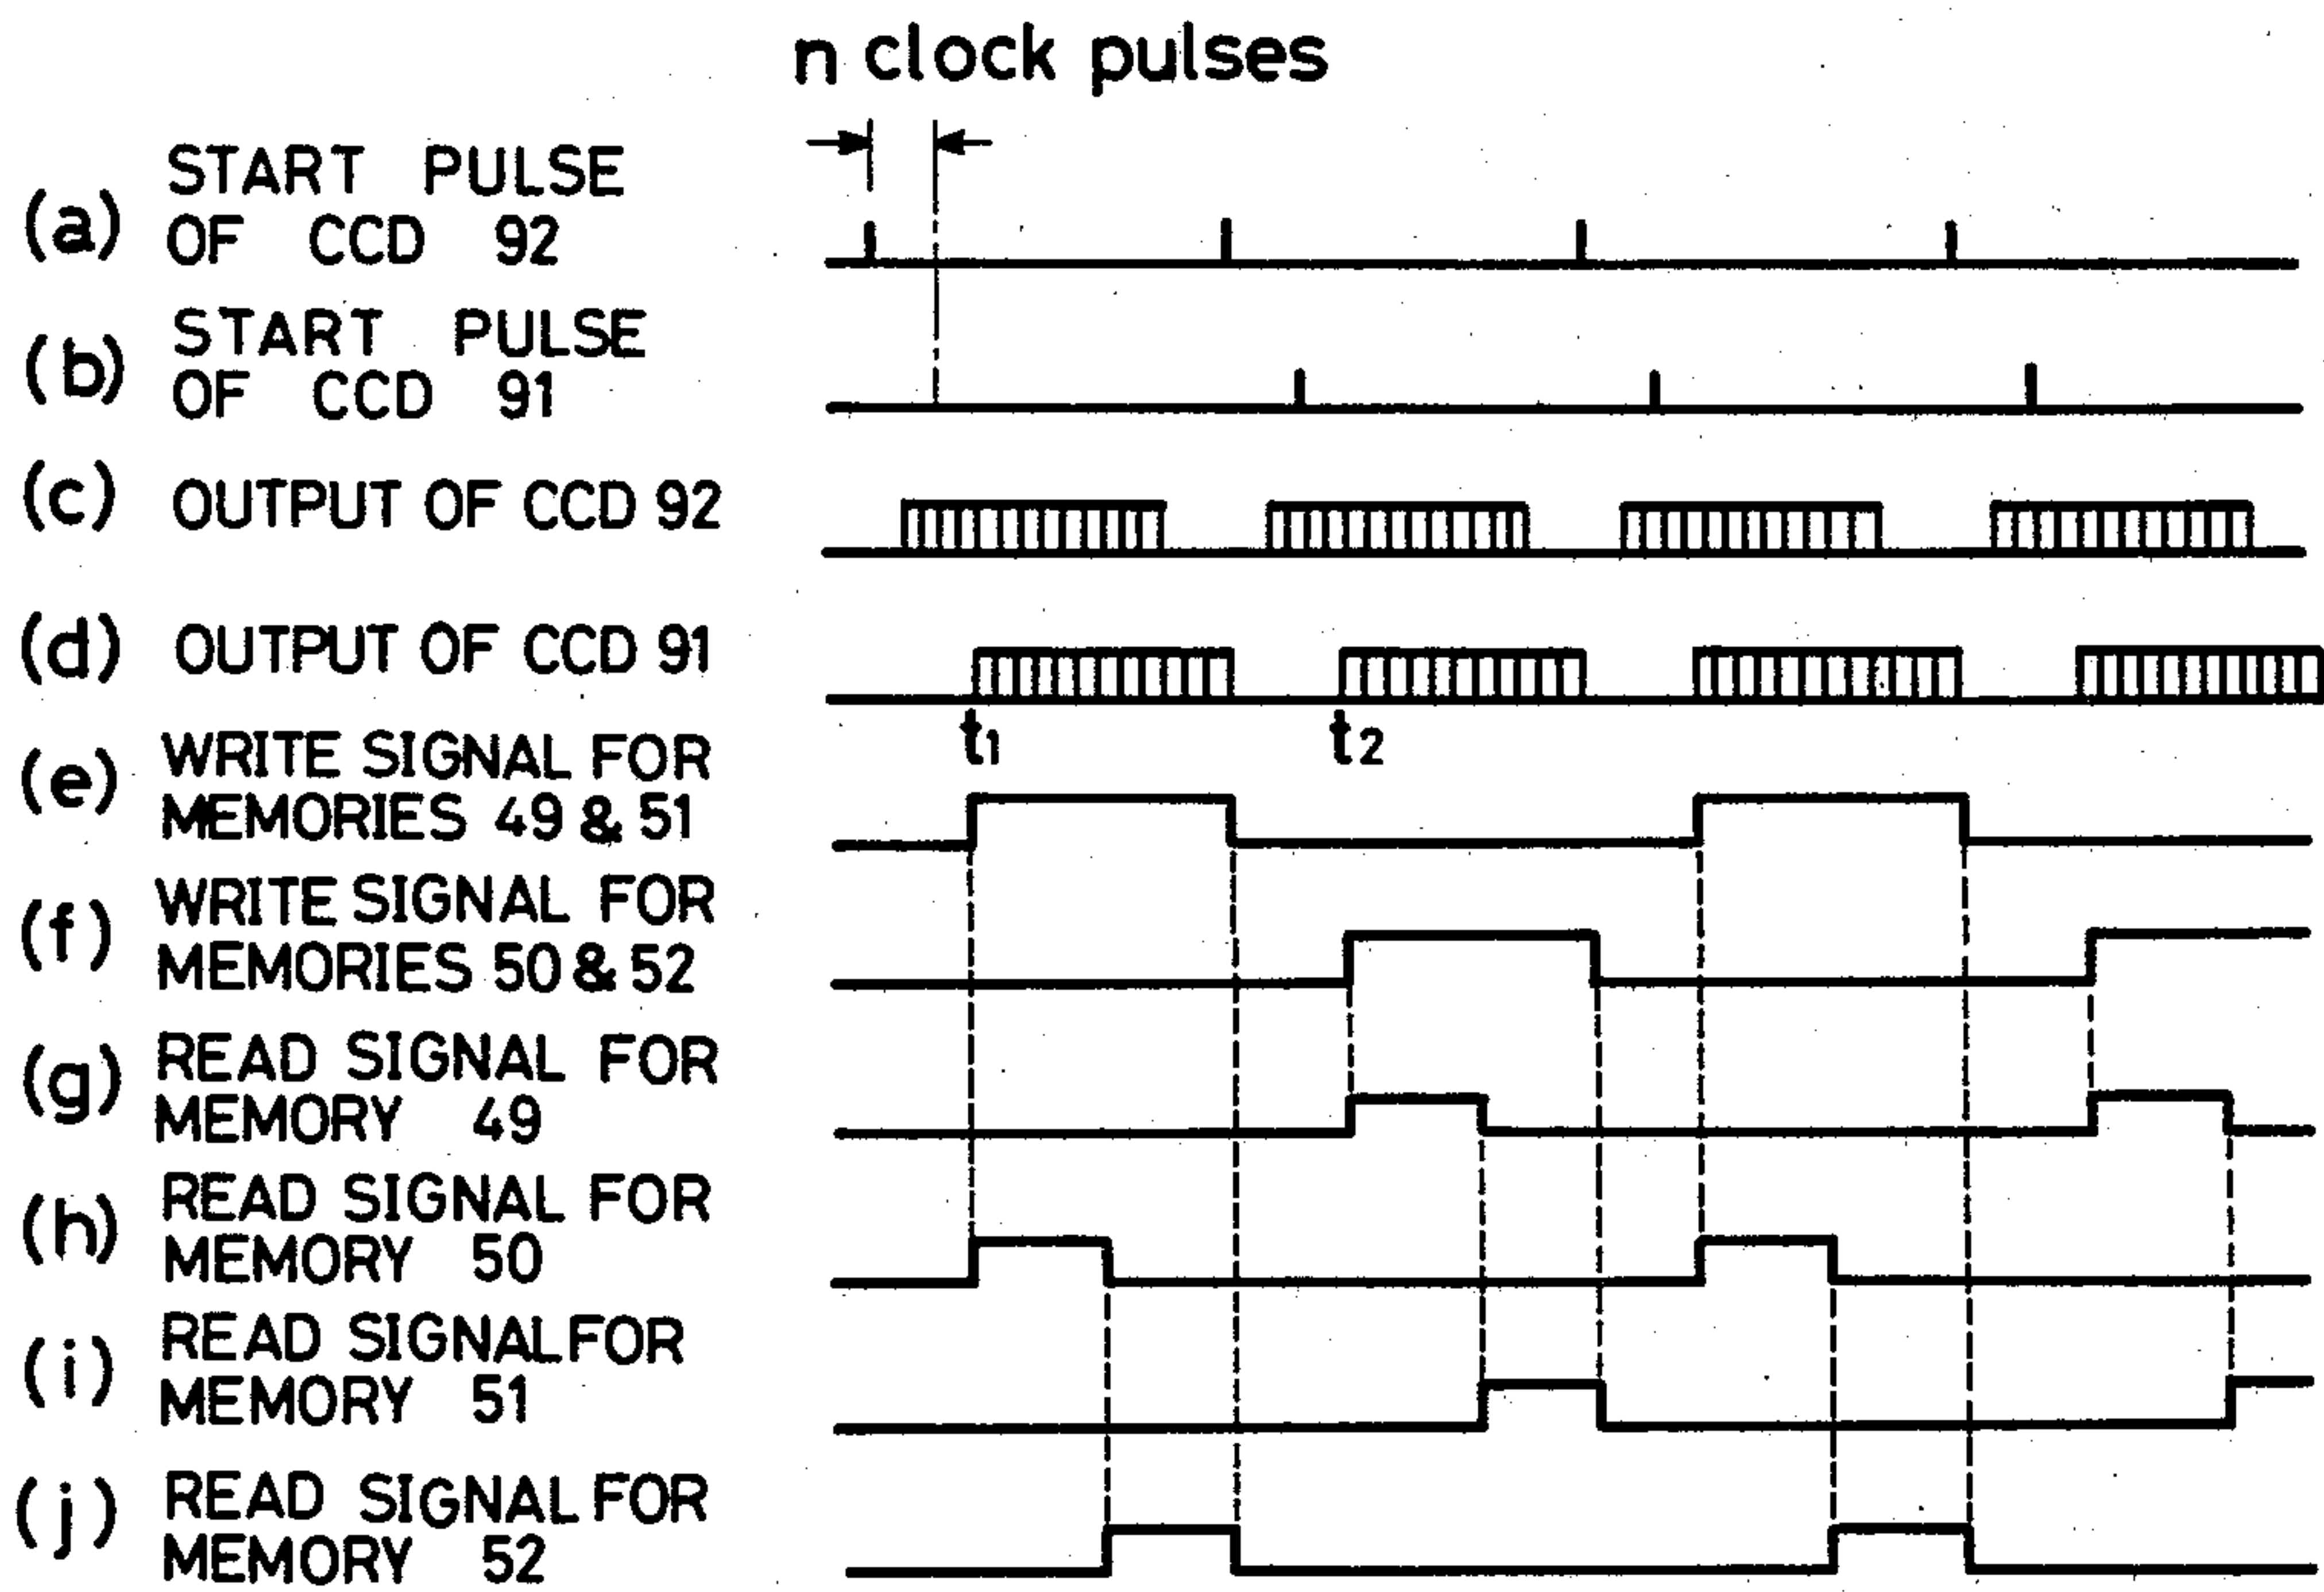 n clock pulses
(a) START PULSE
OF CCD 92
(b) START PULSE
OF CCD 91
(c) OUTPUT OF CCD 92
(d) OUTPUT OF CCD 91
t1 t2
(e) WRITE SIGNAL FOR
MEMORIES 49 & 51
(f) WRITE SIGNAL FOR
MEMORIES 50 & 52
(g) READ SIGNAL FOR
MEMORY 49
(h) READ SIGNAL FOR
MEMORY 50
(i) READ SIGNAL FOR
MEMORY 51
(j) READ SIGNAL FOR
MEMORY 52